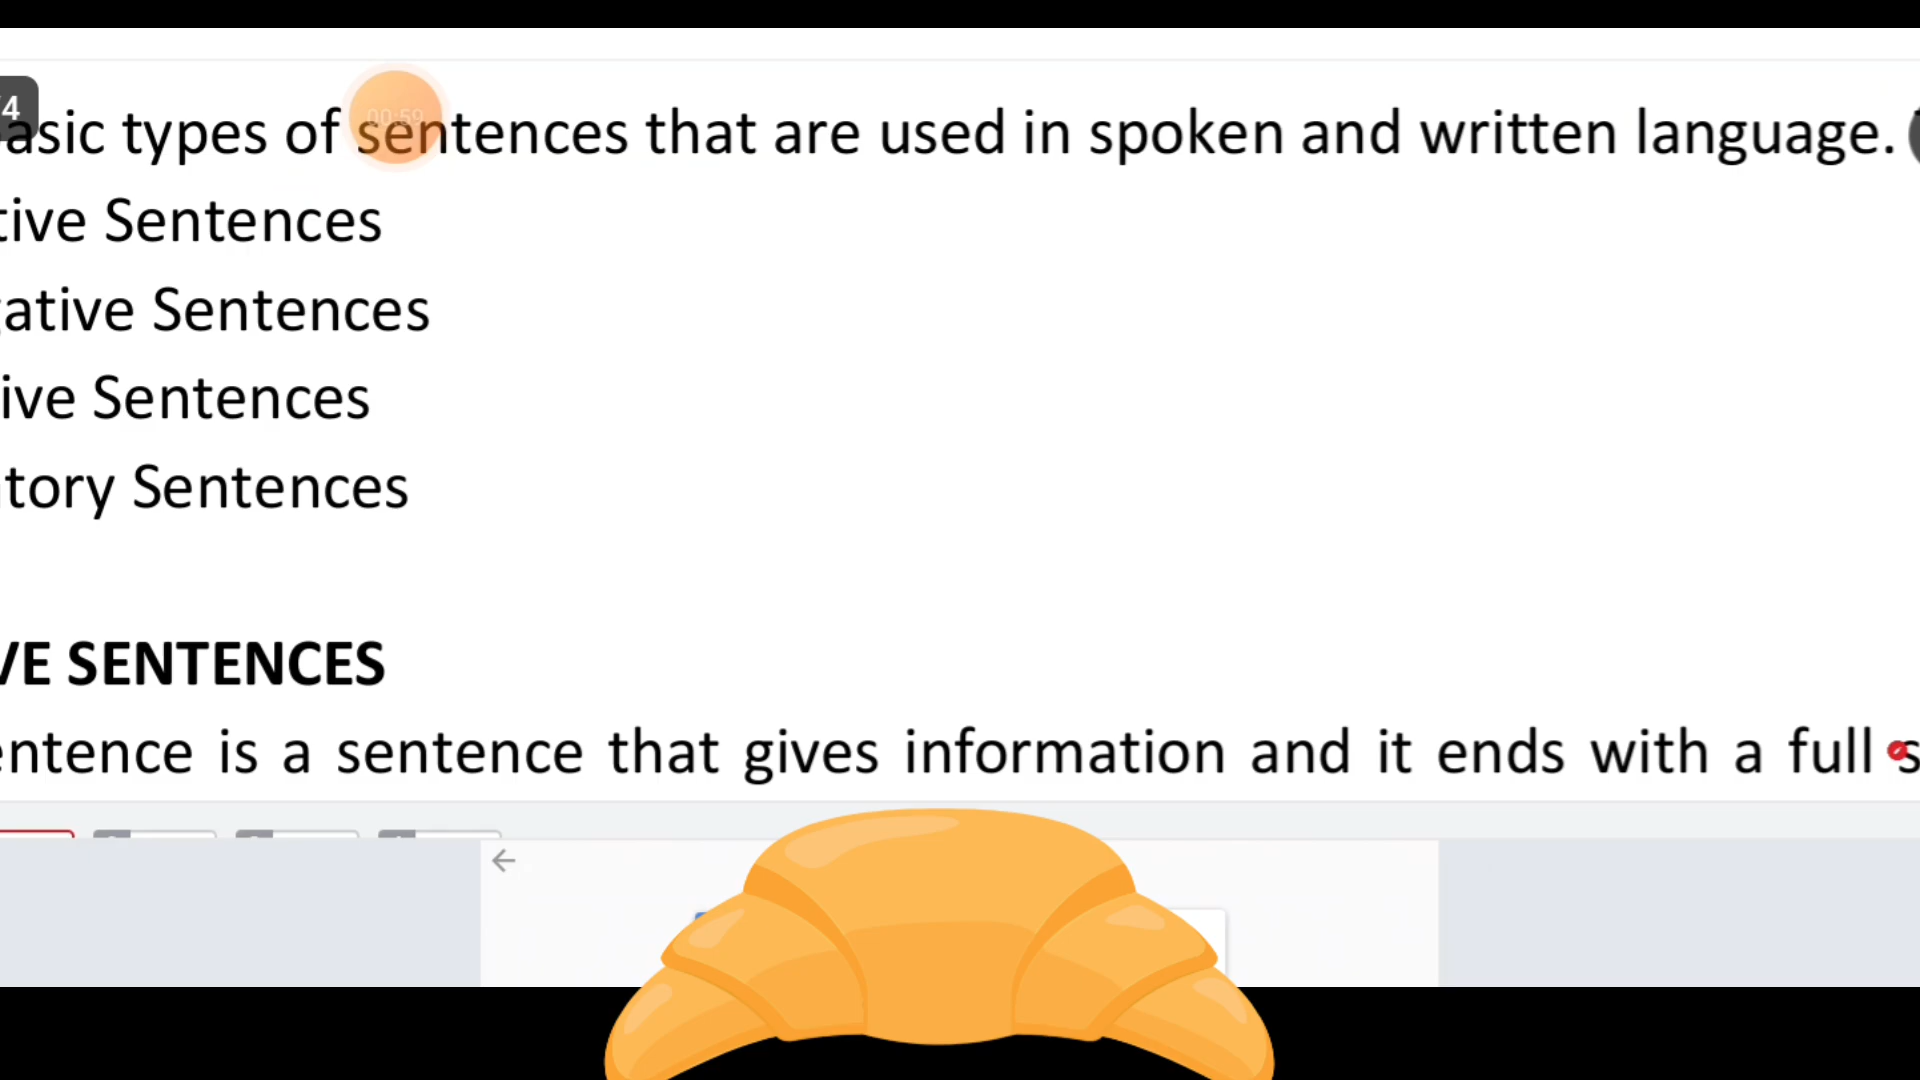 4
asic types of sentences that are used in spoken and written language.
tive Sentences
ative Sentences
ive Sentences
tory Sentences
VE SENTENCES
entence is a sentence that gives information and it ends with a full s